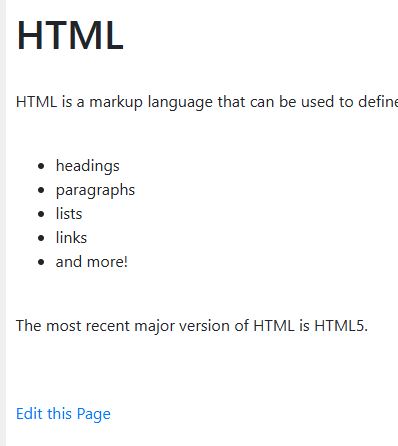 HTML
HTML is a markup language that can be used to define
headings
paragraphs
lists
links
and more!
The most recent major version of HTML is HTML5.
Edit this Page